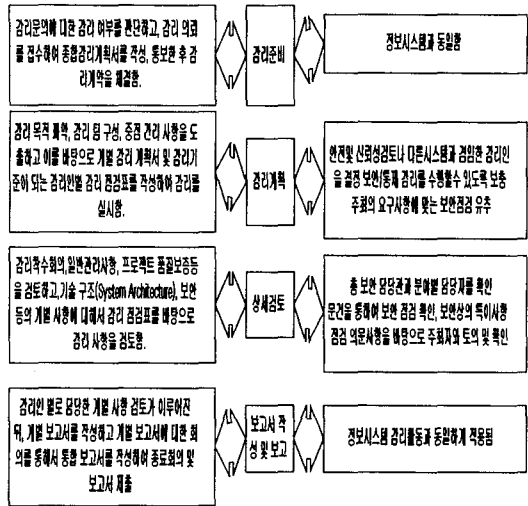 감리문의에 대한 감리 여부를 판단하고, 감리 의뢰
를 접수하여 종합감리계획서를 작성, 통보한 후 감
리계약을 체결함.
감리준비
정보시스템과 동일함
감리 목적 파악, 감리 팀 구성, 중점 관리 사항을 도
출하고 이를 바탕으로 개별 감리 계획서 및 감리기
준이 되는 감리인별 감리 점검표를 작성하여 감리를
실시함.
감리계획
안전및 신뢰성검토나 다른시스템과 겸임한 감리인
을 결정 보안/통제 감리를 수행할수 있도록 보충
주회의 요구사항에 맞는 보안점검 유추
감리착수회의,일반관리사항, 프로젝트 품질보증등
을 검토하고,기술 구조(System Architecture), 보안
등의 개별 사항에 대해서 감리 점검표를 바탕으로
감리 사항을 검토함.
상세검토
총 보안 담당관과 분야별 담당자를 확인
문건을 통하여 보안 점검 확인, 보안상의 특이사항
점검 의문사항을 바탕으로 주회자와 토의 및 확인
감리인 별로 담당한 개별 사항 검토가 이루어진
뒤, 개별 보고서를 작성하고 개별 보고서에 대한 회
의를 통해서 통합 보고서를 작성하여 종료회의 및
보고서 제출
보고서 작
성 및 보고
정보시스템 감리활동과 동일하게 적용됨